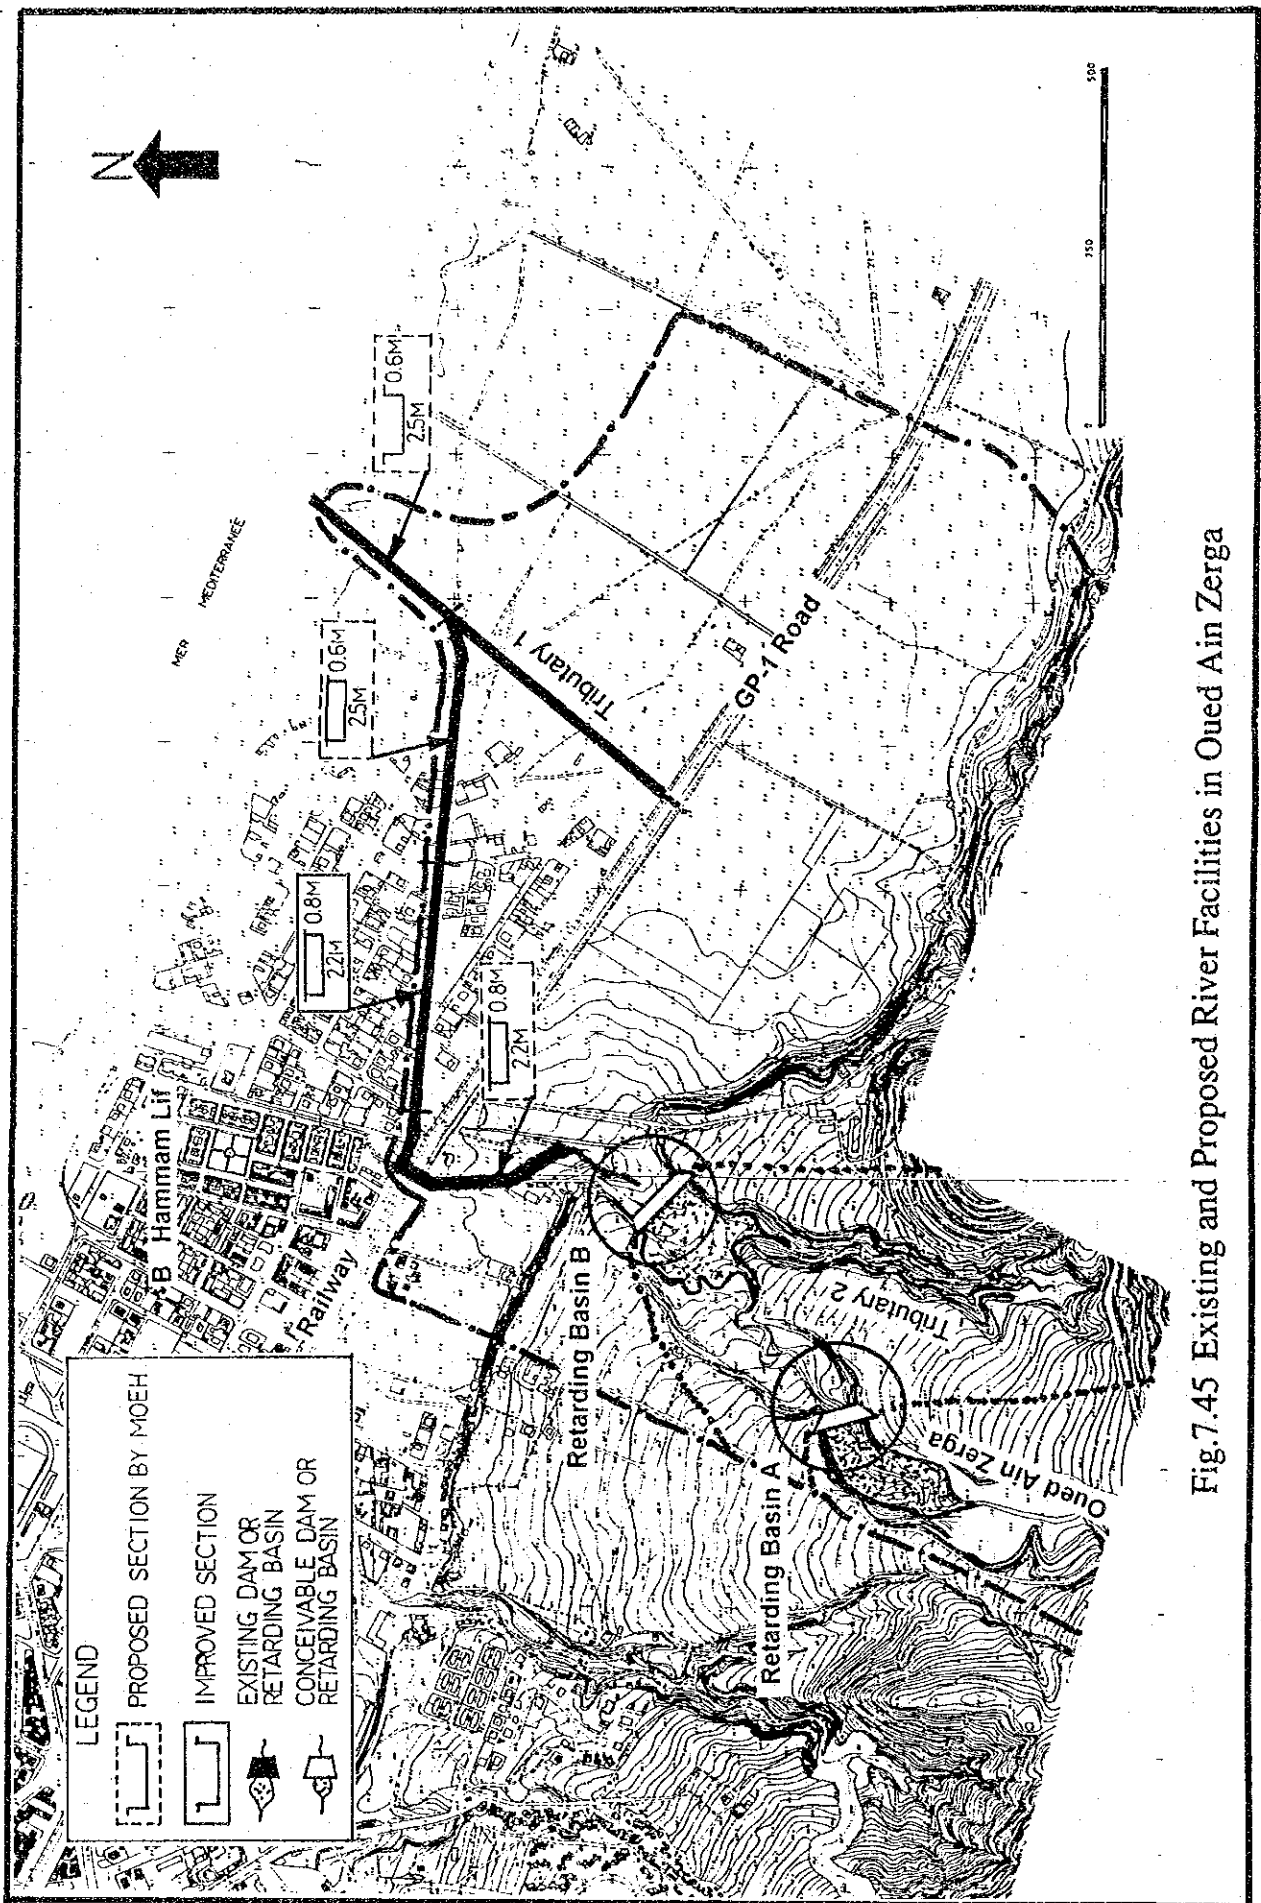 LEGEND
PROPOSED SECTION BY MOEH
IMPROVED SECTION
EXISTING DAM OR
RETARDING BASIN
CONCEIVABLE DAM OR
RETARDING BASIN
N
MER
MEDITERRANEÉ
B Hammam Lif
Railway
0.8M
2.2M
0.8M
2.2M
0.6M
2.5M
0.6M
2.5M
Tributary 1
GP-1 Road
Retarding Basin B
Retarding Basin A
Tributary 2
Oued Ain Zerga
500
Fig.7.45 Existing and Proposed River Facilities in Oued Ain Zerga